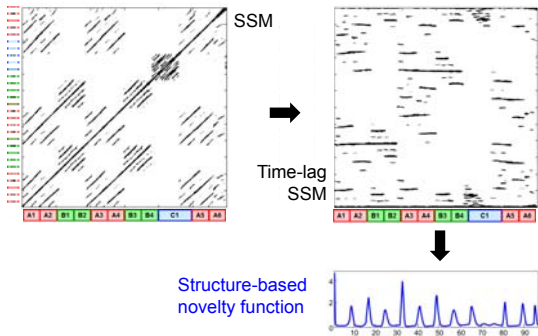 SSM
Time-lag
SSM
A1 A2 B1 B2 A3 A4 B3 B4 C1 A5 A6
A1 A2 B1 B2 A3 A4 B3 B4 C1 A5 A6
Structure-based
novelty function
4
2
0
10 20 30 40 50 60 70 80 90